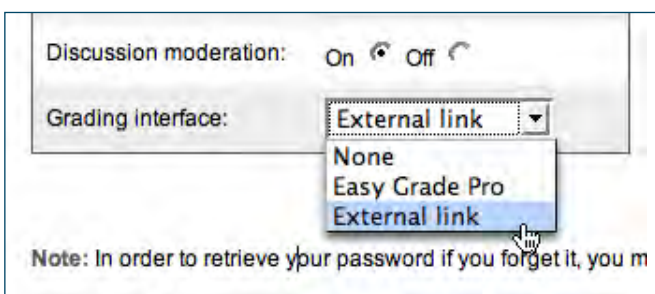 Discussion moderation: On Off
Grading interface: External link
None
Easy Grade Pro
External link
Note: In order to retrieve your password if you forget it, you m